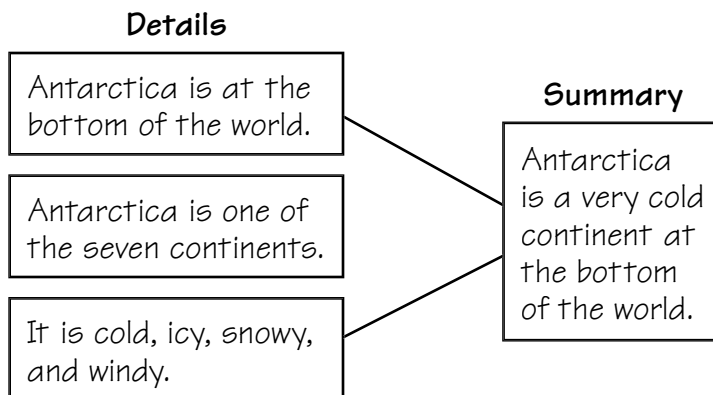 Details
Antarctica is at the
bottom of the world.
Antarctica is one of
the seven continents.
It is cold, icy, snowy,
and windy.
Summary
Antarctica
is a very cold
continent at
the bottom
of the world.